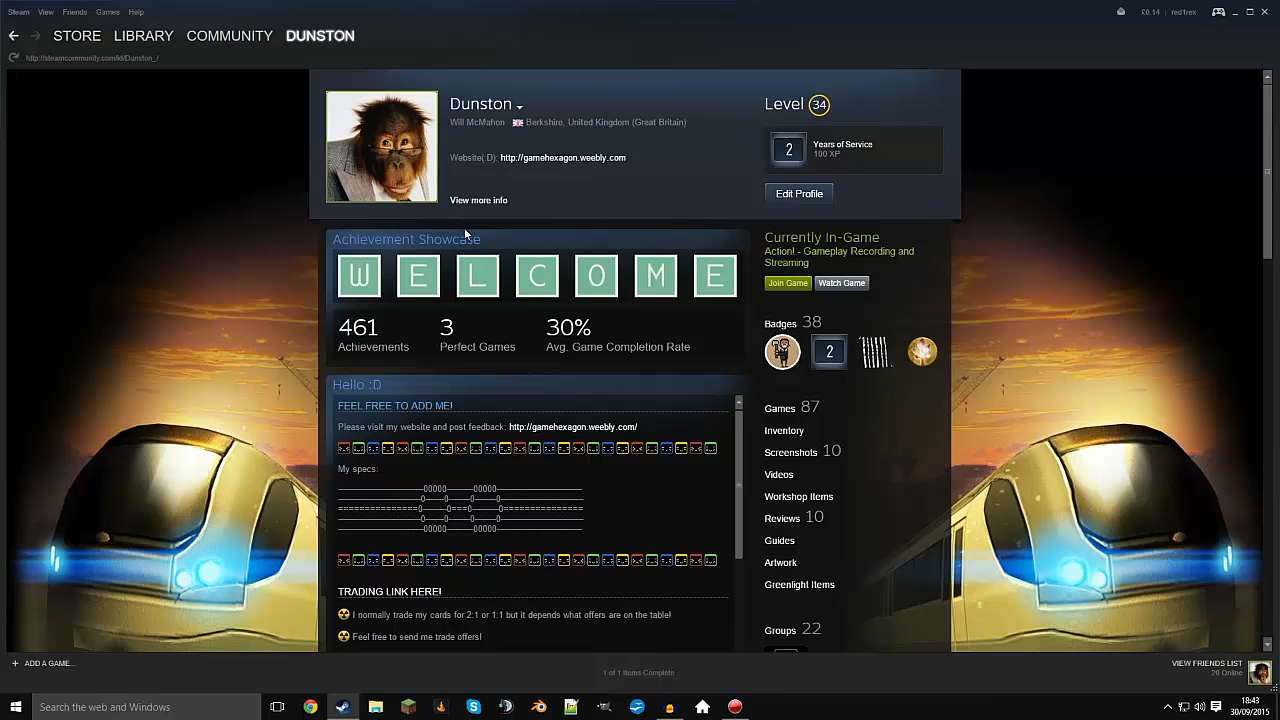 Steam View Friends Games Help
£0.14 red1rex
STORE LIBRARY COMMUNITY DUNSTON
http://steamcommunity.com/id/Dunston_/
Dunston
Will McMahon Berkshire, United Kingdom (Great Britain)
Website(:D): http://gamehexagon.weebly.com
View more info
Level 34
2 Years of Service
100 XP
Edit Profile
Achievement Showcase
W E L C O M E
461 3 30%
Achievements Perfect Games Avg. Game Completion Rate
Hello :D
FEEL FREE TO ADD ME!
Please visit my website and post feedback: http://gamehexagon.weebly.com/
My specs:
TRADING LINK HERE!
I normally trade my cards for 2:1 or 1:1 but it depends what offers are on the table!
Feel free to send me trade offers!
Currently In-Game
Action! - Gameplay Recording and
Streaming
Join Game Watch Game
Badges 38
2
Games 87
Inventory
Screenshots 10
Videos
Workshop Items
Reviews 10
Guides
Artwork
Greenlight Items
Groups 22
+ ADD A GAME...
1 of 1 Items Complete
VIEW FRIENDS LIST
20 Online
Search the web and Windows
18:43
30/09/2015